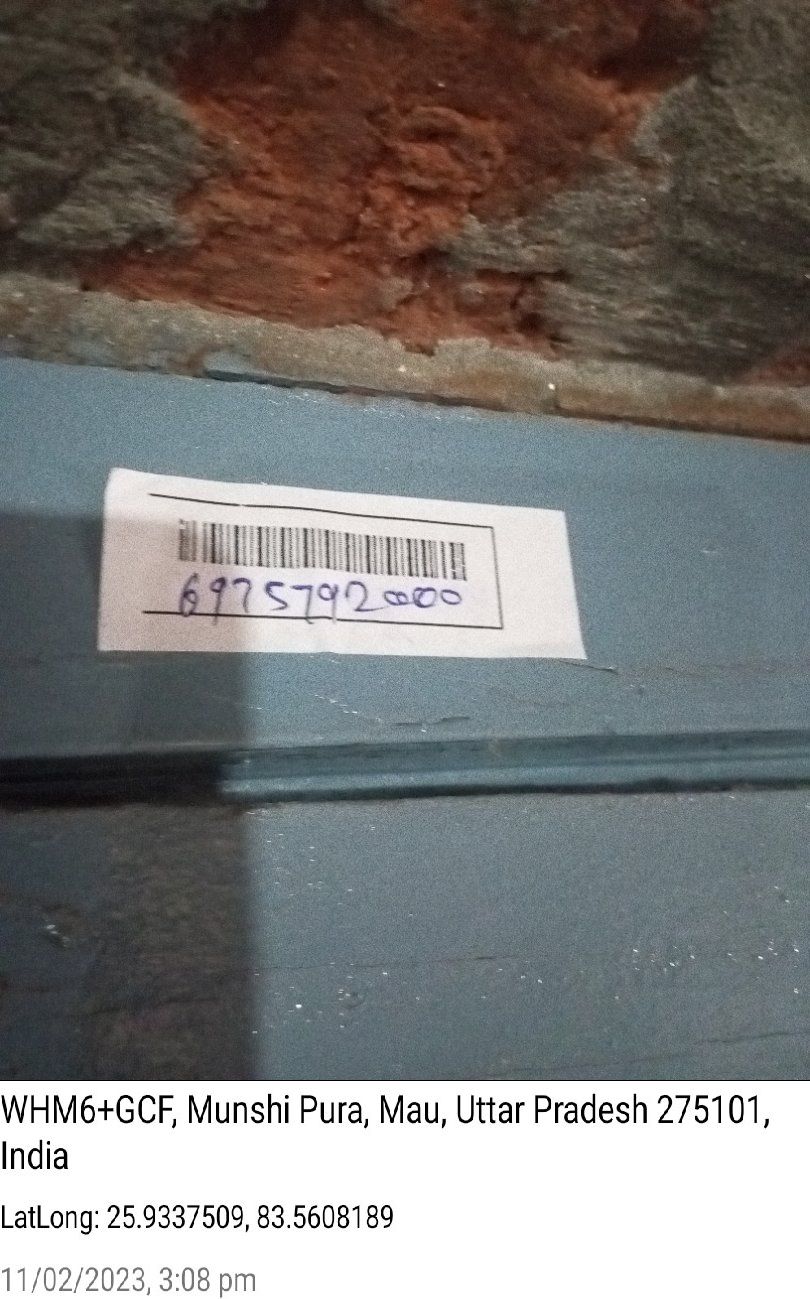 6975792000
WHM6+GCF, Munshi Pura, Mau, Uttar Pradesh 275101,
India
LatLong: 25.9337509, 83.5608189
11/02/2023, 3:08 pm